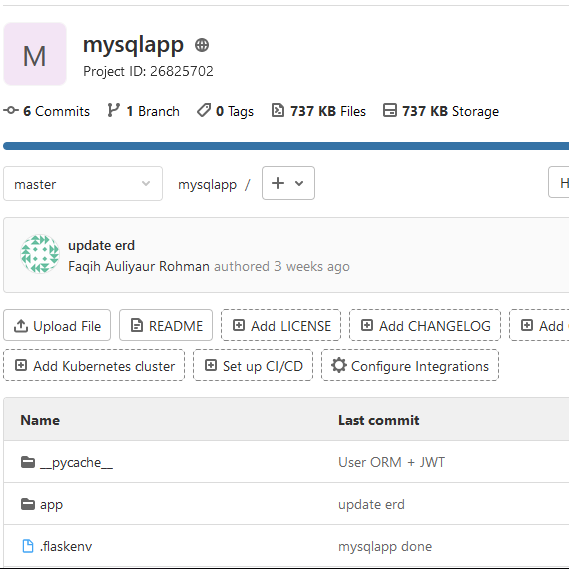 M
mysqlapp
Project ID: 26825702
6 Commits 1 Branch 0 Tags 737 KB Files 737 KB Storage
master mysqlapp / + H
update erd
Faqih Auliyaur Rohman authored 3 weeks ago
Upload File README Add LICENSE Add CHANGELOG Add
Add Kubernetes cluster Set up CI/CD Configure Integrations
Name Last commit
__pycache__ User ORM + JWT
app update erd
.flaskenv mysqlapp done